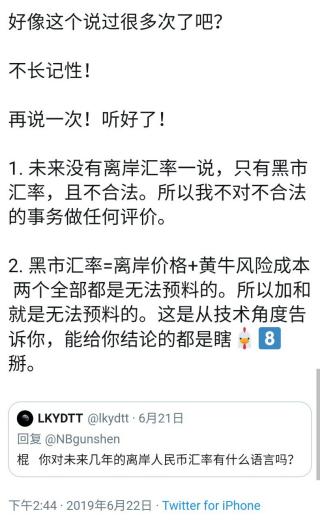 好像这个说过很多次了吧？
不长记性！
再说一次！听好了！
1. 未来没有离岸汇率一说，只有黑市
汇率，且不合法。所以我不对不合法
的事务做任何评价。
2. 黑市汇率=离岸价格+黄牛风险成本
两个全部都是无法预料的。所以加和
就是无法预料的。这是从技术角度告
诉你，能给你结论的都是瞎🐔8️⃣
掰。
LKYDTT @lkydtt · 6月21日
回复 @NBgunshen
棍 你对未来几年的离岸人民币汇率有什么语言吗？
下午2:44 · 2019年6月22日 · Twitter for iPhone